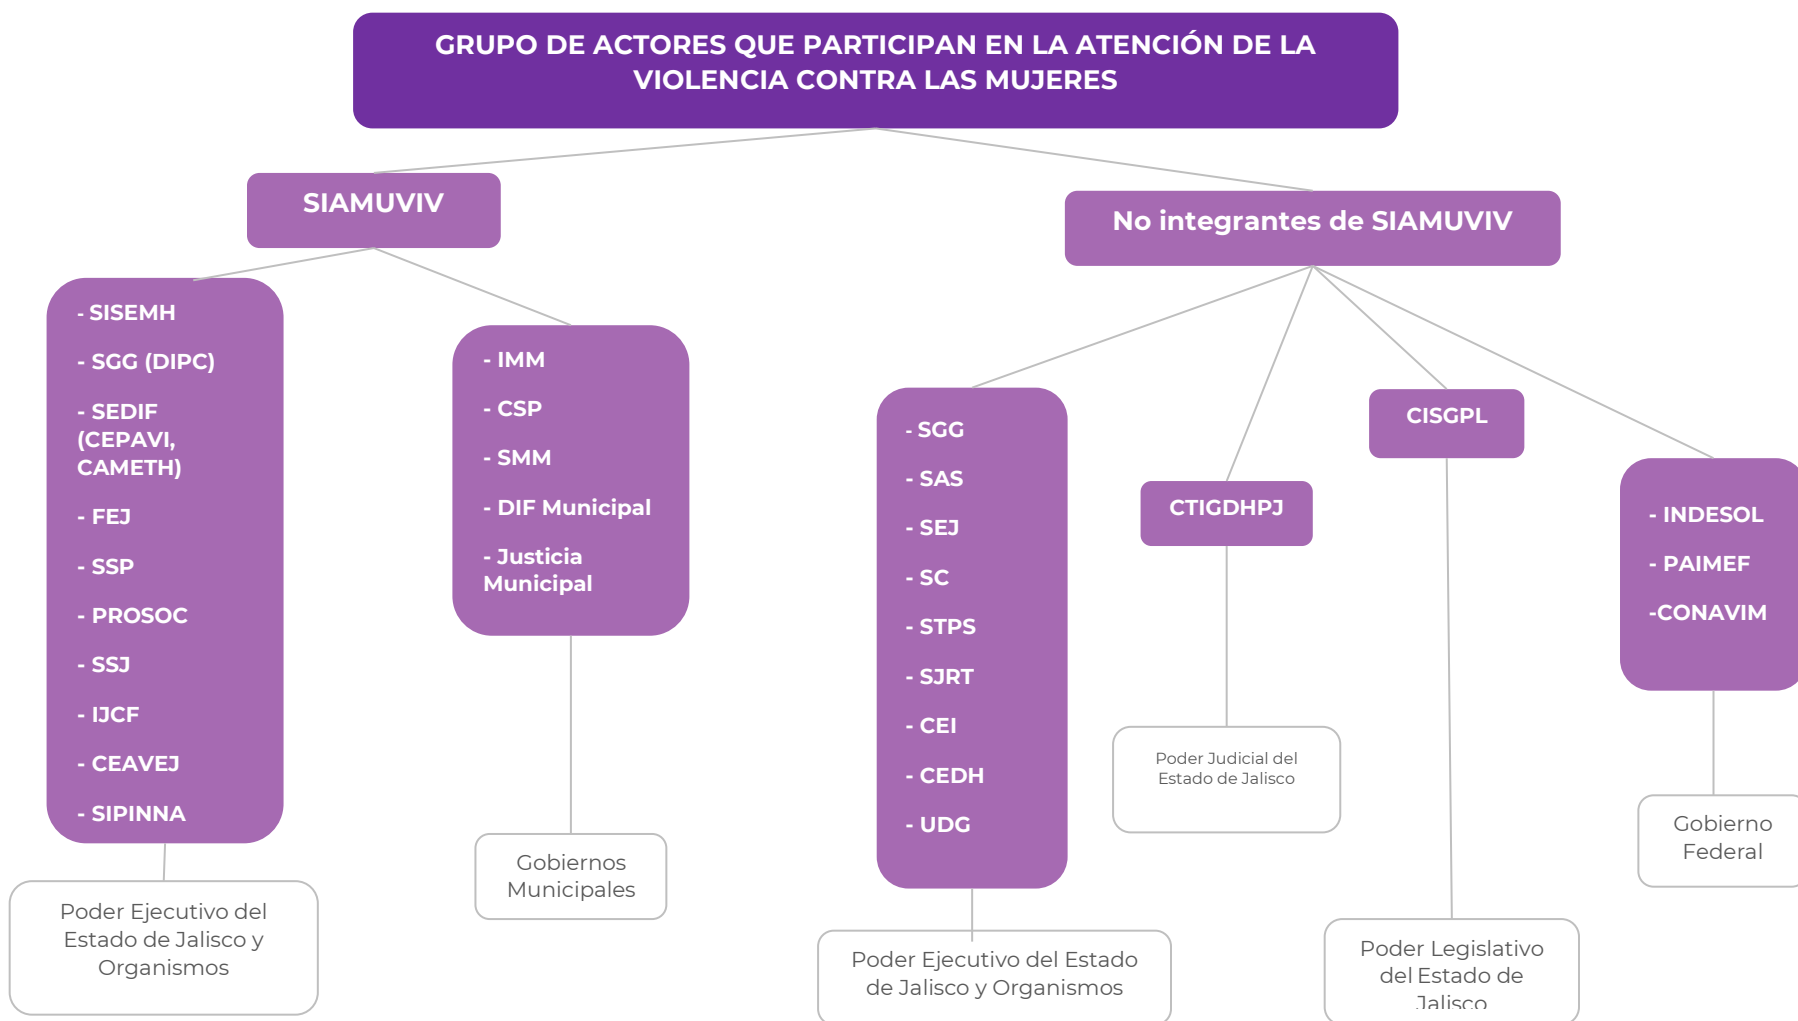 GRUPO DE ACTORES QUE PARTICIPAN EN LA ATENCIÓN DE LA
VIOLENCIA CONTRA LAS MUJERES
SIAMUVIV
- SISEMH
- SGG (DIPC)
- SEDIF
(CEPAVI,
CAMETH)
- FEJ
- SSP
- PROSOC
- SSJ
- IJCF
- CEAVEJ
- SIPINNA
Poder Ejecutivo del
Estado de Jalisco y
Organismos
- IMM
- CSP
- SMM
- DIF Municipal
- Justicia
Municipal
Gobiernos
Municipales
No integrantes de SIAMUVIV
- SGG
- SAS
- SEJ
- SC
- STPS
- SJRT
- CEI
- CEDH
- UDG
Poder Ejecutivo del Estado
de Jalisco y Organismos
CTIGDHPJ
Poder Judicial del
Estado de Jalisco
CISGPL
Poder Legislativo
del Estado de
Jalisco
- INDESOL
- PAIMEF
-CONAVIM
Gobierno
Federal